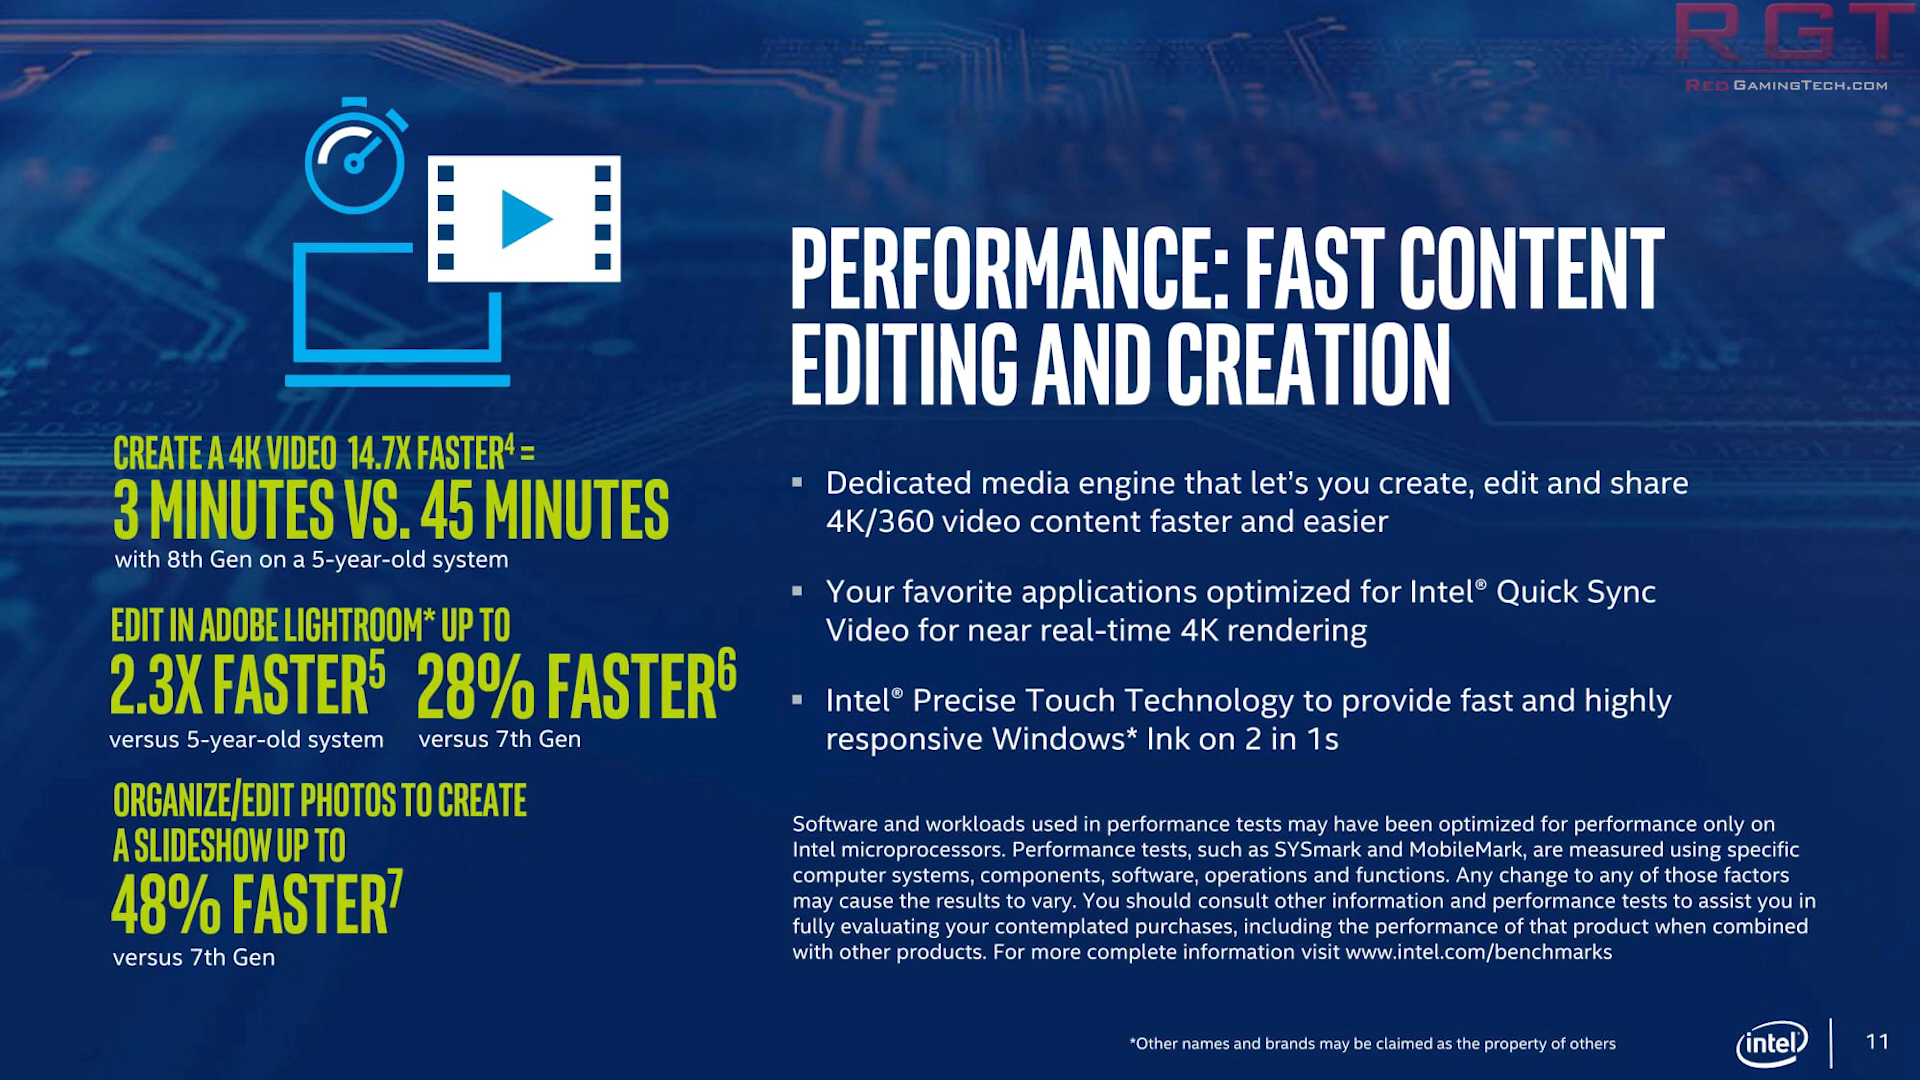 RGT
RedGamingTech.com
PERFORMANCE: FAST CONTENT
EDITING AND CREATION
CREATE A 4K VIDEO 14.7X FASTER⁴ =
3 MINUTES VS. 45 MINUTES
with 8th Gen on a 5-year-old system
EDIT IN ADOBE LIGHTROOM* UP TO
2.3X FASTER⁵ 28% FASTER⁶
versus 5-year-old system versus 7th Gen
ORGANIZE/EDIT PHOTOS TO CREATE
A SLIDESHOW UP TO
48% FASTER⁷
versus 7th Gen
▪ Dedicated media engine that let's you create, edit and share
4K/360 video content faster and easier
▪ Your favorite applications optimized for Intel® Quick Sync
Video for near real-time 4K rendering
▪ Intel® Precise Touch Technology to provide fast and highly
responsive Windows* Ink on 2 in 1s
Software and workloads used in performance tests may have been optimized for performance only on
Intel microprocessors. Performance tests, such as SYSmark and MobileMark, are measured using specific
computer systems, components, software, operations and functions. Any change to any of those factors
may cause the results to vary. You should consult other information and performance tests to assist you in
fully evaluating your contemplated purchases, including the performance of that product when combined
with other products. For more complete information visit www.intel.com/benchmarks
*Other names and brands may be claimed as the property of others
intel
11